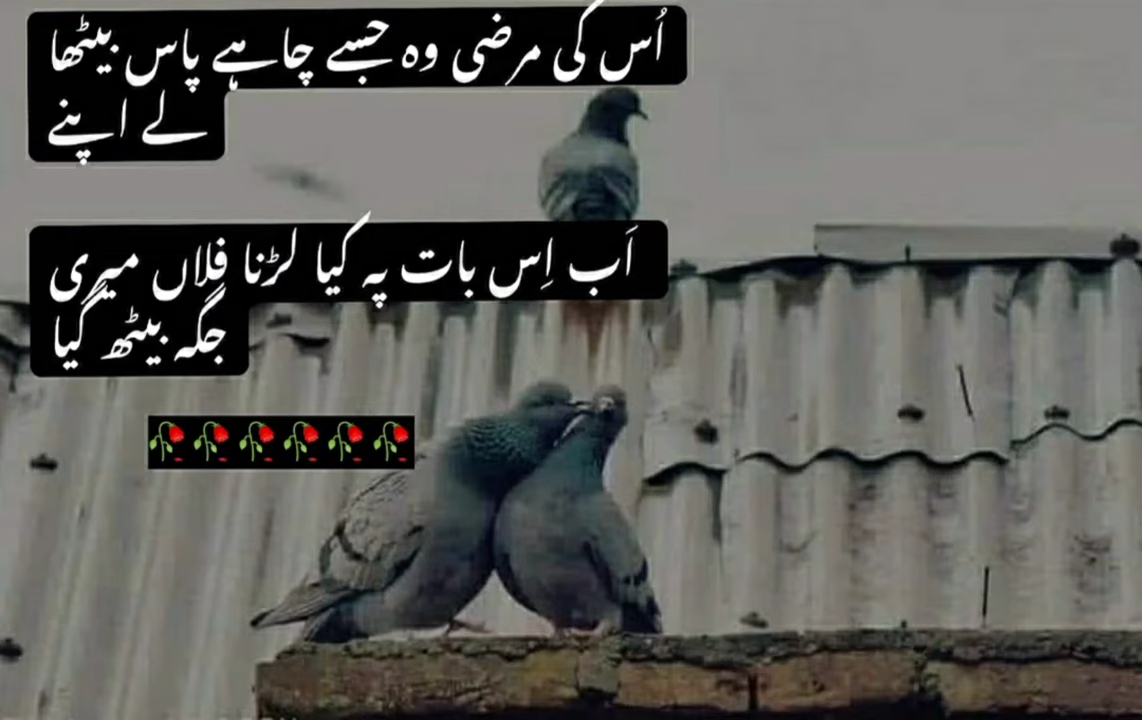 اُس کی مرضی وہ جسے چاہے پاس بیٹھا
لے اپنے
اَب اِس بات پہ کیا لڑنا فلاں میری
جگہ بیٹھ گیا
🥀🥀🥀🥀🥀🥀